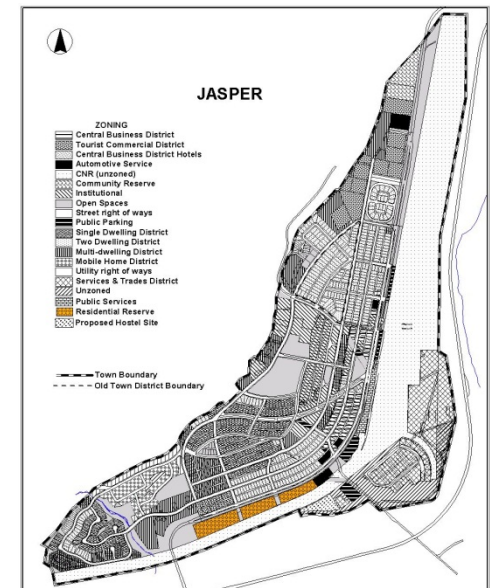 JASPER
ZONING
Central Business District
Tourist Commercial District
Central Business District Hotels
Automotive Service
CNR (unzoned)
Community Reserve
Institutional
Open Spaces
Street right of ways
Public Parking
Single Dwelling District
Two Dwelling District
Multi-dwelling District
Mobile Home District
Utility right of ways
Services & Trades District
Unzoned
Public Services
Residential Reserve
Proposed Hostel Site
Town Boundary
Old Town District Boundary